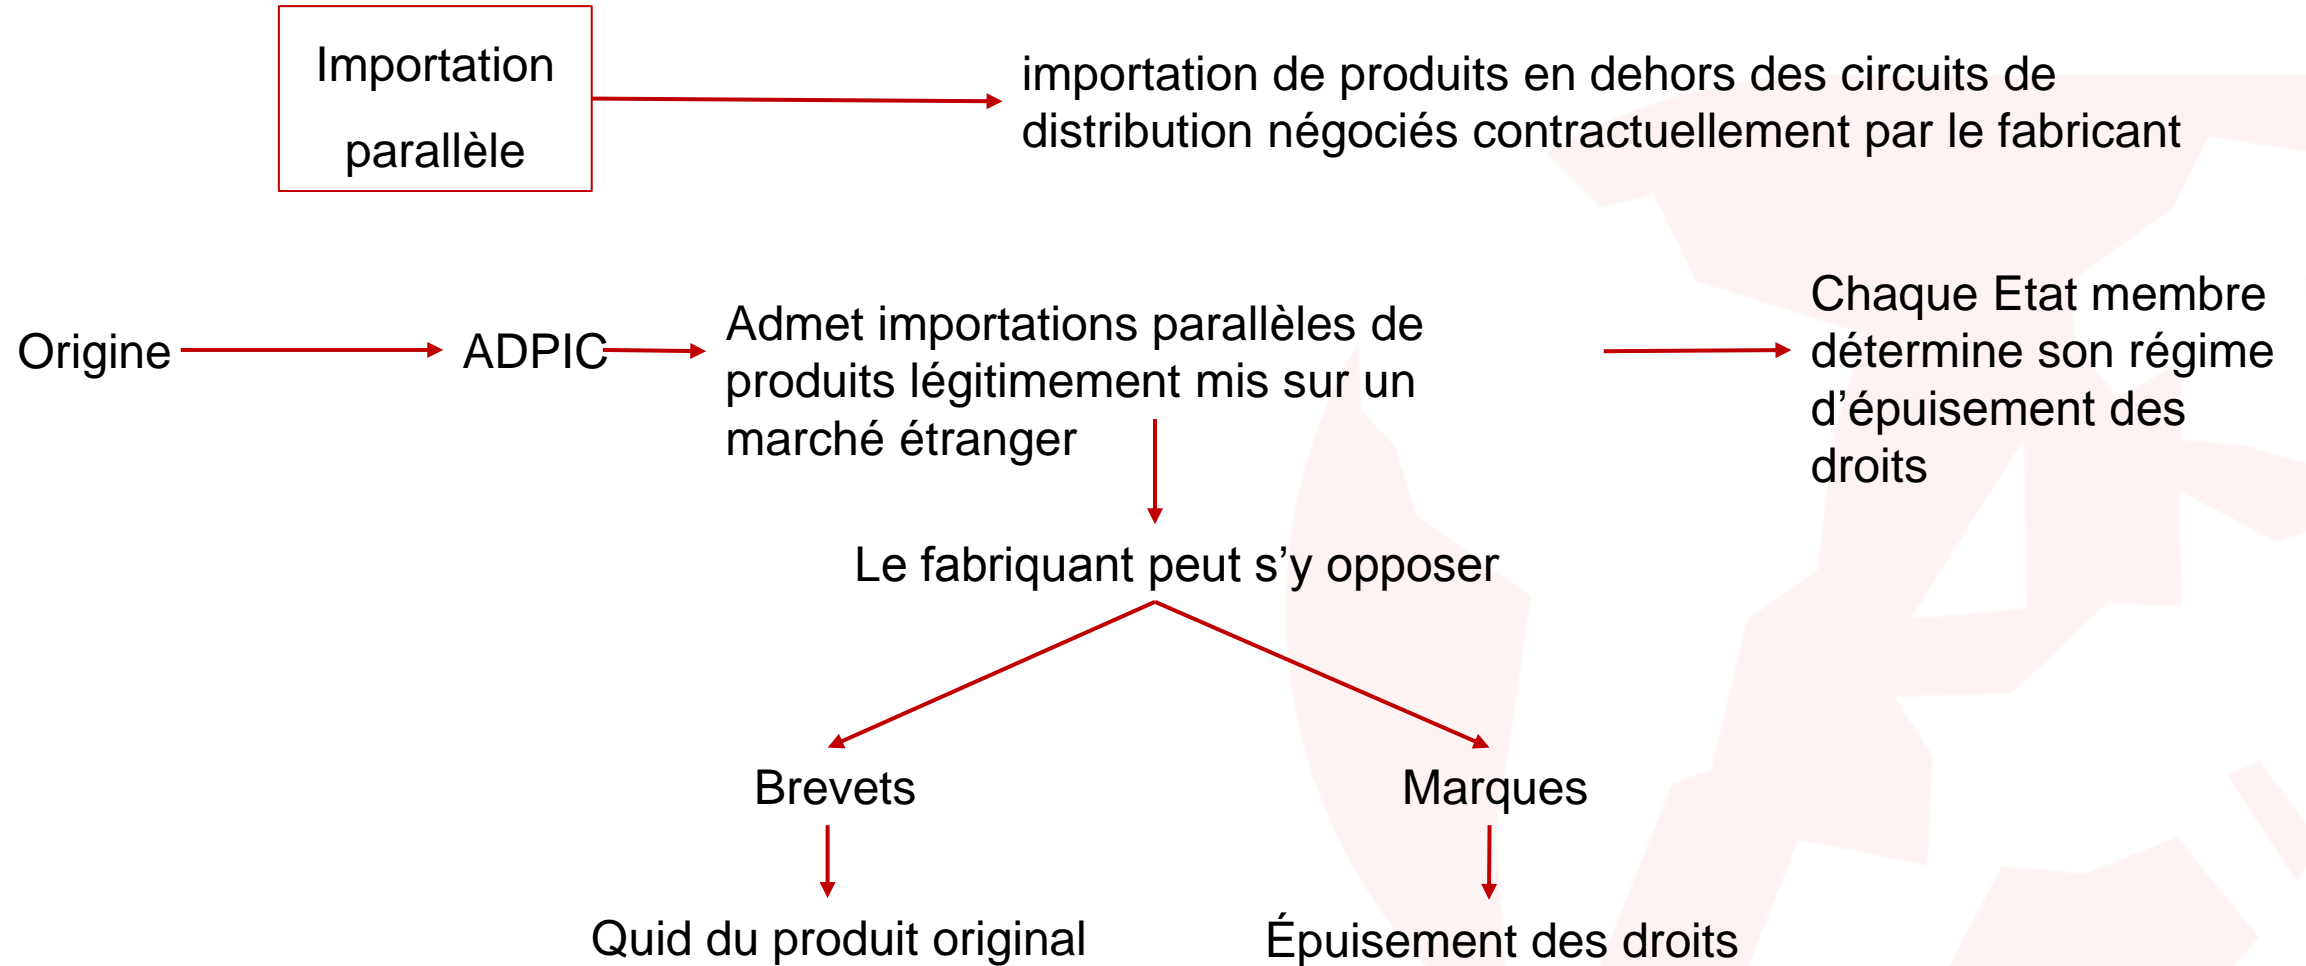 Importation
parallèle
importation de produits en dehors des circuits de
distribution négociés contractuellement par le fabricant
Origine
ADPIC
Admet importations parallèles de
produits légitimement mis sur un
marché étranger
Chaque Etat membre
détermine son régime
d’épuisement des
droits
Le fabriquant peut s’y opposer
Brevets
Marques
Quid du produit original
Épuisement des droits